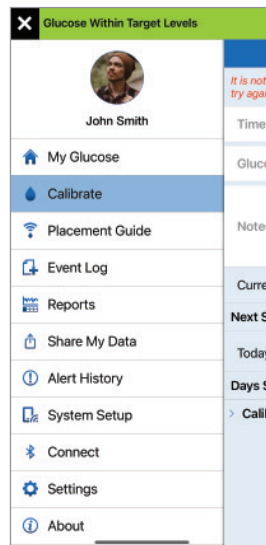 Glucose Within Target Levels
John Smith
My Glucose
Calibrate
Placement Guide
Event Log
Reports
Share My Data
Alert History
System Setup
Connect
Settings
About
It is not
try agai
Time
Gluco
Note
Curre
Next S
Today
Days S
Calib